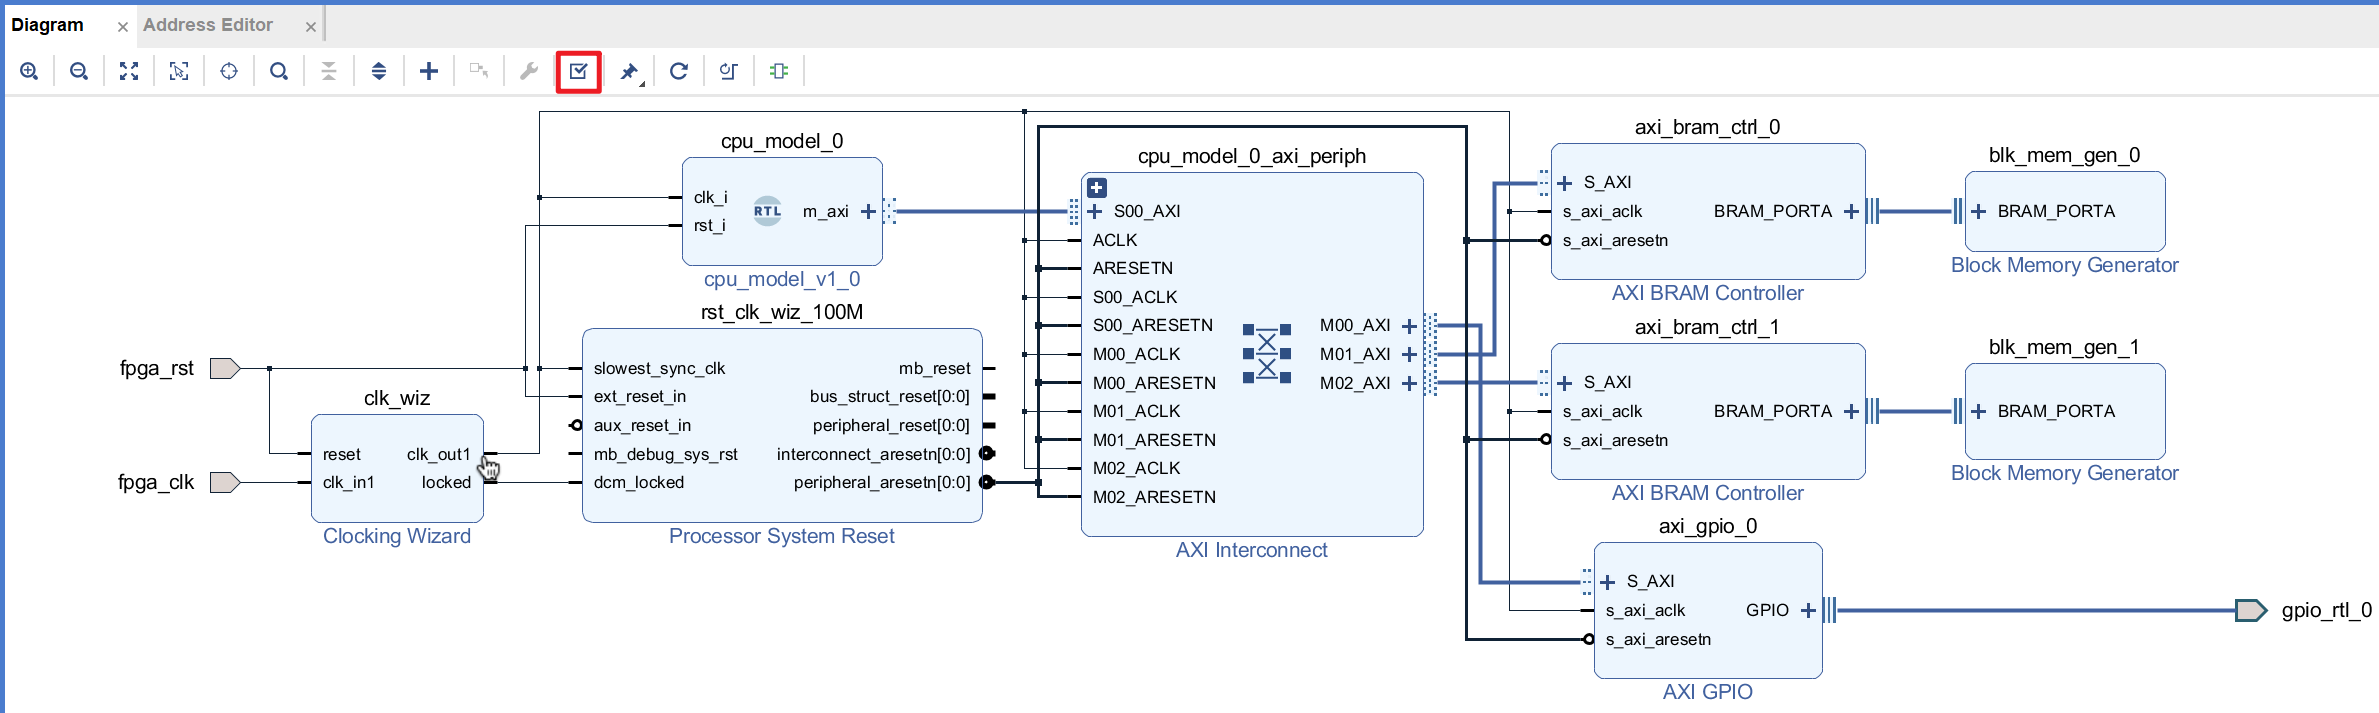 Diagram
Address Editor
cpu_model_0
clk_i
rst_i
RTL
m_axi
cpu_model_v1_0
rst_clk_wiz_100M
slowest_sync_clk
ext_reset_in
aux_reset_in
mb_debug_sys_rst
dcm_locked
mb_reset
bus_struct_reset[0:0]
peripheral_reset[0:0]
interconnect_aresetn[0:0]
peripheral_aresetn[0:0]
Processor System Reset
fpga_rst
fpga_clk
clk_wiz
reset
clk_in1
clk_out1
locked
Clocking Wizard
cpu_model_0_axi_periph
S00_AXI
ACLK
ARESETN
S00_ACLK
S00_ARESETN
M00_ACLK
M00_ARESETN
M01_ACLK
M01_ARESETN
M02_ACLK
M02_ARESETN
M00_AXI
M01_AXI
M02_AXI
AXI Interconnect
axi_bram_ctrl_0
S_AXI
s_axi_aclk
s_axi_aresetn
BRAM_PORTA
AXI BRAM Controller
blk_mem_gen_0
BRAM_PORTA
Block Memory Generator
axi_bram_ctrl_1
S_AXI
s_axi_aclk
s_axi_aresetn
BRAM_PORTA
AXI BRAM Controller
blk_mem_gen_1
BRAM_PORTA
Block Memory Generator
axi_gpio_0
S_AXI
s_axi_aclk
s_axi_aresetn
GPIO
AXI GPIO
gpio_rtl_0